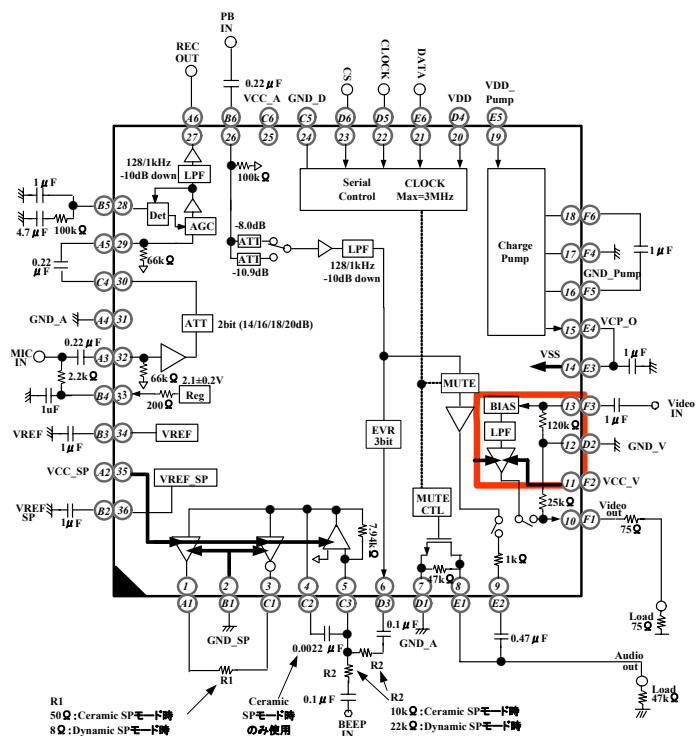 PB
IN
REC
OUT
CS
CLOCK
DATA
0.22 μF
VCC_A
GND_D
VDD
VDD_
Pump
A6
B6
C6
C5
D6
D5
E6
D4
E5
27
26
25
24
23
22
21
20
19
128/1kHz
-10dB down
LPF
100kΩ
Serial
Control
CLOCK
Max=3MHz
1 μF
B5
28
Det
AGC
4.7 μF
100kΩ
A5
29
66kΩ
-8.0dB
ATT
ATT
-10.9dB
LPF
128/1kHz
-10dB down
Charge
Pump
18
F6
17
F4
GND_Pump
1 μF
16
F5
0.22
μF
C4
30
15
E4
VCP_O
GND_A
A4
31
ATT
2bit (14/16/18/20dB)
VSS
14
E3
1 μF
MIC
IN
0.22 μF
A3
32
2.2kΩ
66kΩ
MUTE
B4
33
2.1±0.2V
Reg
200Ω
1uF
BIAS
13
F3
Video IN
1 μF
120kΩ
VREF
B3
34
VREF
1 μF
EVR
3bit
LPF
12
D2
GND_V
VCC_SP
A2
35
11
F2
VCC_V
VREF_SP
VREF
SP
B2
36
1 μF
MUTE
CTL
25kΩ
10
F1
Video
out
75Ω
7.94kΩ
47kΩ
1kΩ
1
2
3
4
5
6
7
8
9
A1
B1
C1
C2
C3
D3
D1
E1
E2
GND_SP
0.1 μF
GND_A
0.47 μF
Load
75Ω
0.0022 μF
R1
R2
R2
Audio
out
Load
47kΩ
0.1 μF
BEEP
IN
R1
50Ω : Ceramic SPモード時
8Ω : Dynamic SPモード時
Ceramic
SPモード時
のみ使用
10kΩ : Ceramic SPモード時
22kΩ : Dynamic SPモード時